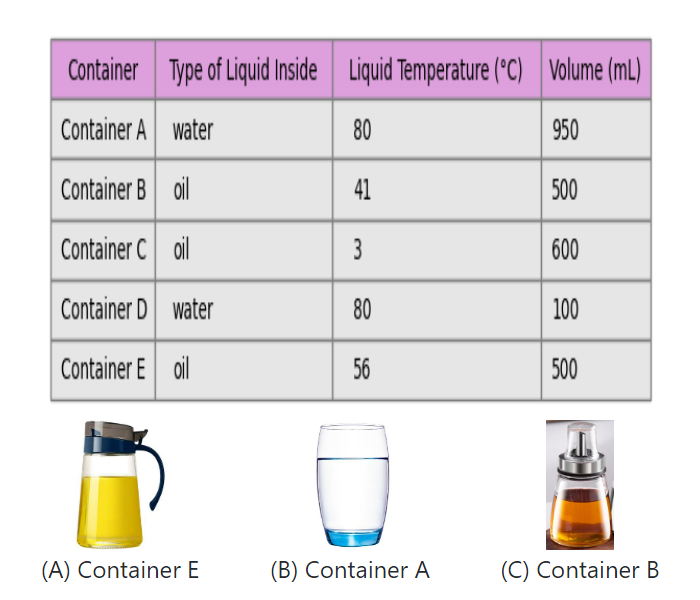 Container Type of Liquid Inside Liquid Temperature (°C) Volume (mL)
Container A water 80 950
Container B oil 41 500
Container C oil 3 600
Container D water 80 100
Container E oil 56 500
(A) Container E (B) Container A (C) Container B